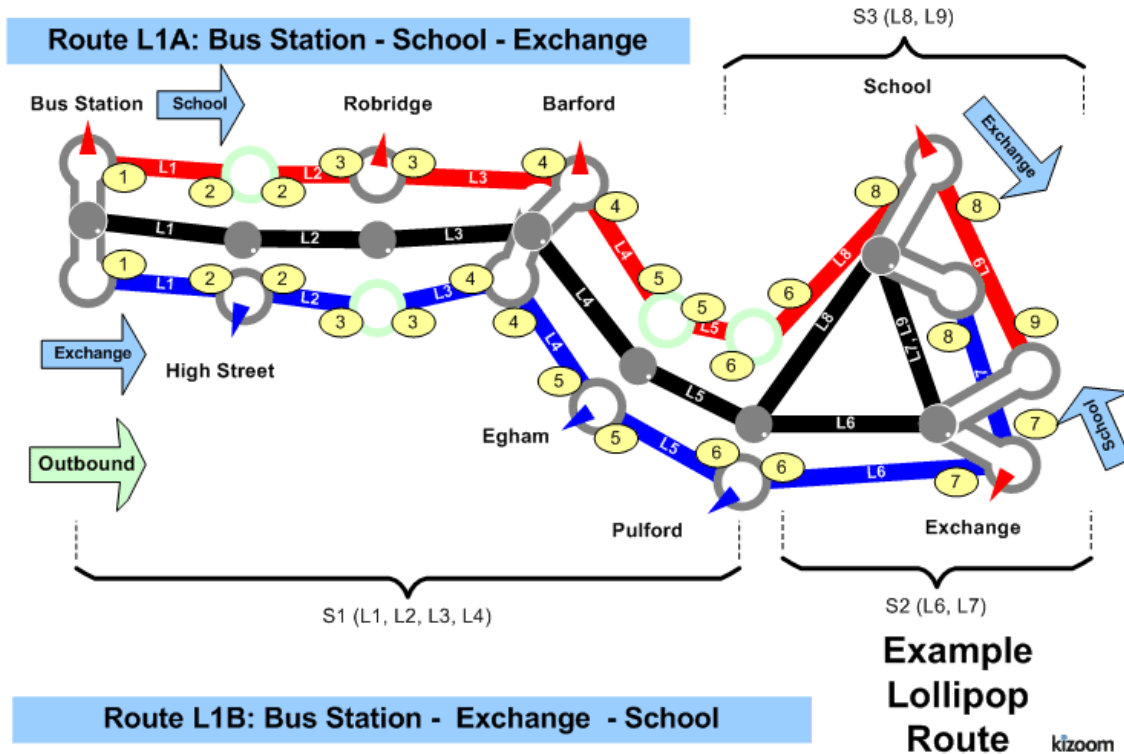 S3 (L8, L9)
Route L1A: Bus Station - School - Exchange
School
Bus Station
School
Robridge
Barford
Exchange
1
L1
2
2
L2
3
3
L3
4
4
8
8
L1
L2
L3
L4
L8
L9
1
L1
2
2
L2
3
3
L3
4
4
L4
5
5
L5
6
6
L8
L7, L9
8
9
L7
Exchange
High Street
L4
5
L5
L6
7
School
Egham
5
L5
6
6
L6
7
Outbound
Pulford
Exchange
S1 (L1, L2, L3, L4)
S2 (L6, L7)
Example
Lollipop
Route
Route L1B: Bus Station - Exchange - School
kizoom